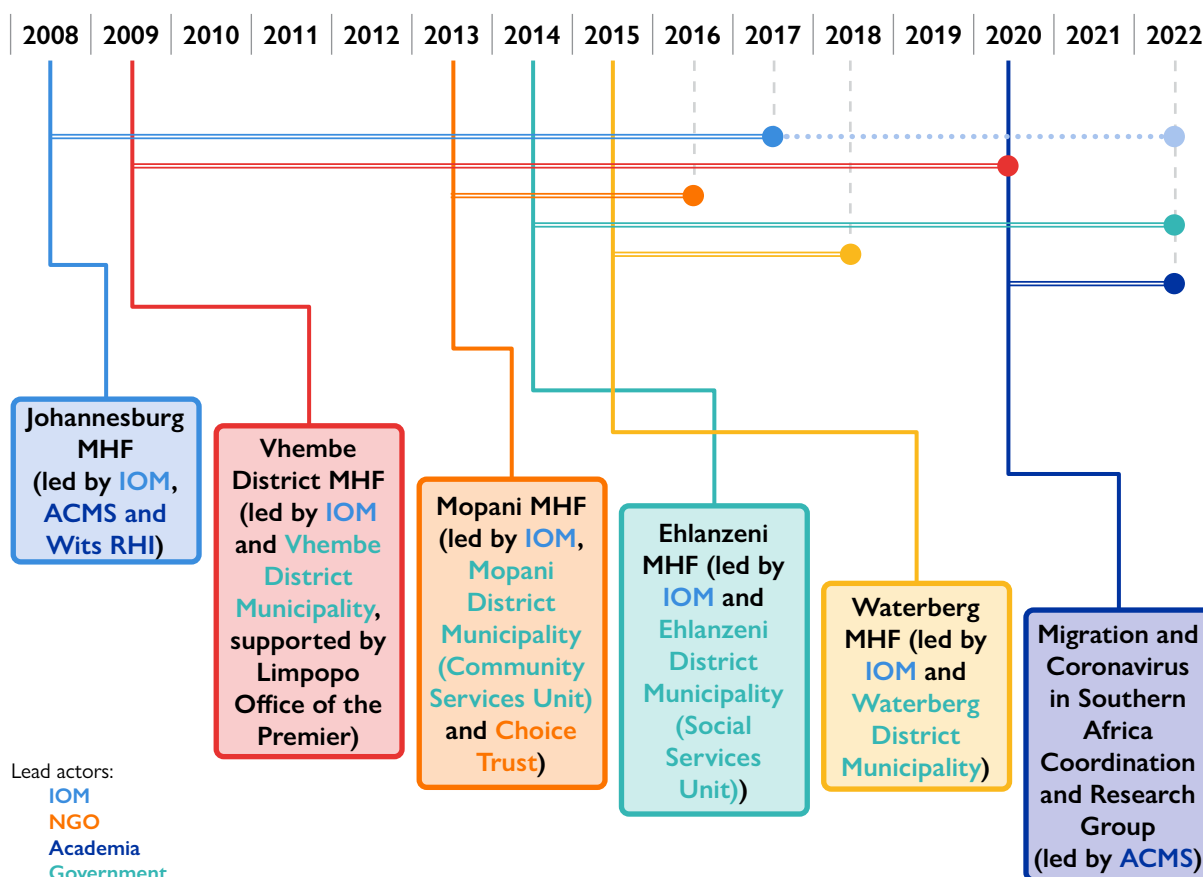 2008 2009 2010 2011 2012 2013 2014 2015 2016 2017 2018 2019 2020 2021 2022
Johannesburg
MHF
(led by IOM,
ACMS and
Wits RHI)
Vhembe
District MHF
(led by IOM
and Vhembe
District
Municipality,
supported by
Limpopo
Office of the
Premier)
Mopani MHF
(led by IOM,
Mopani
District
Municipality
(Community
Services Unit)
and Choice
Trust)
Ehlanzeni
MHF (led by
IOM and
Ehlanzeni
District
Municipality
(Social
Services
Unit))
Waterberg
MHF (led by
IOM and
Waterberg
District
Municipality)
Migration and
Coronavirus
in Southern
Africa
Coordination
and Research
Group
(led by ACMS)
Lead actors:
IOM
NGO
Academia
Government